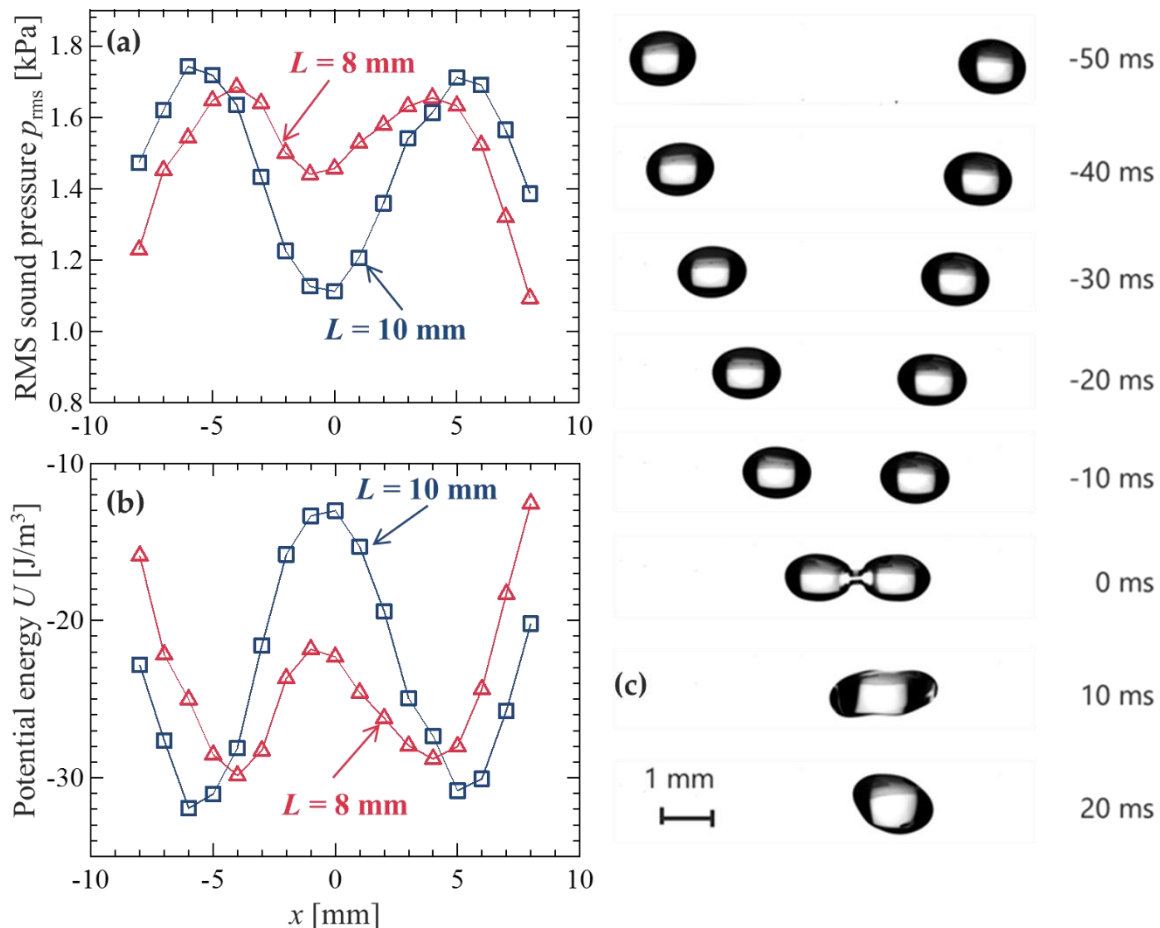 (a)
RMS sound pressure p_rms [kPa]
1.8
1.6
1.4
1.2
1.0
0.8
-10
-5
0
5
10
L = 8 mm
L = 10 mm
(b)
Potential energy U [J/m³]
-10
-20
-30
-10
-5
0
5
10
L = 10 mm
L = 8 mm
x [mm]
-50 ms
-40 ms
-30 ms
-20 ms
-10 ms
0 ms
(c)
10 ms
1 mm
20 ms